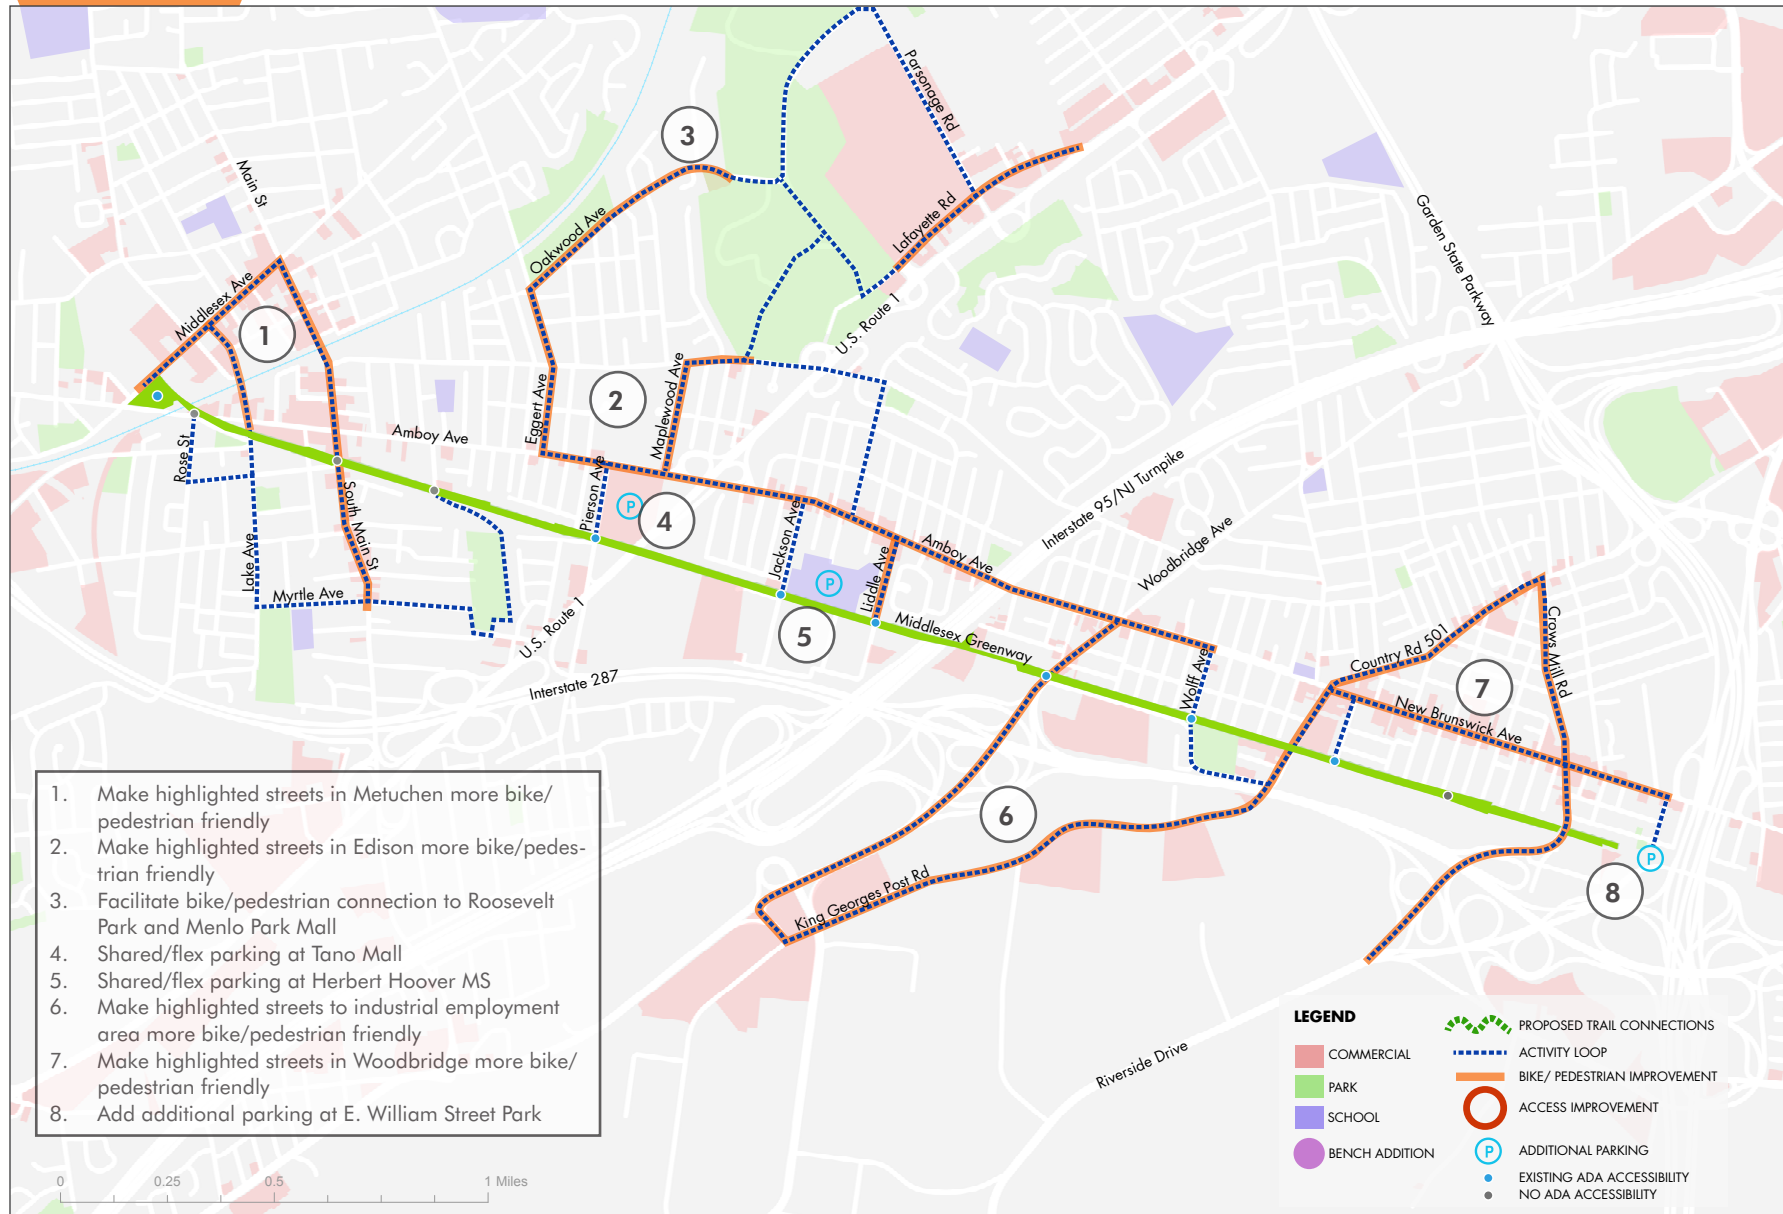 Main St
Middlesex Ave
1
Rose St
Lake Ave
Myrtle Ave
South Main St
Amboy Ave
Oakwood Ave
3
Eggert Ave
2
Maplewood Ave
Pierson Ave
P
4
Parsonage Rd
Lafayette Rd
U.S. Route 1
Garden State Parkway
Interstate 95/NJ Turnpike
Woodbridge Ave
Jackson Ave
P
Liddle Ave
Amboy Ave
5
Middlesex Greenway
U.S. Route 1
Interstate 287
Wolff Ave
Country Rd 501
Crows Mill Rd
7
New Brunswick Ave
6
King Georges Post Rd
P
8
Riverside Drive
1. Make highlighted streets in Metuchen more bike/
pedestrian friendly
2. Make highlighted streets in Edison more bike/pedes-
trian friendly
3. Facilitate bike/pedestrian connection to Roosevelt
Park and Menlo Park Mall
4. Shared/flex parking at Tano Mall
5. Shared/flex parking at Herbert Hoover MS
6. Make highlighted streets to industrial employment
area more bike/pedestrian friendly
7. Make highlighted streets in Woodbridge more bike/
pedestrian friendly
8. Add additional parking at E. William Street Park
0 0.25 0.5 1 Miles
LEGEND
COMMERCIAL
PARK
SCHOOL
BENCH ADDITION
PROPOSED TRAIL CONNECTIONS
ACTIVITY LOOP
BIKE/ PEDESTRIAN IMPROVEMENT
ACCESS IMPROVEMENT
P ADDITIONAL PARKING
EXISTING ADA ACCESSIBILITY
NO ADA ACCESSIBILITY